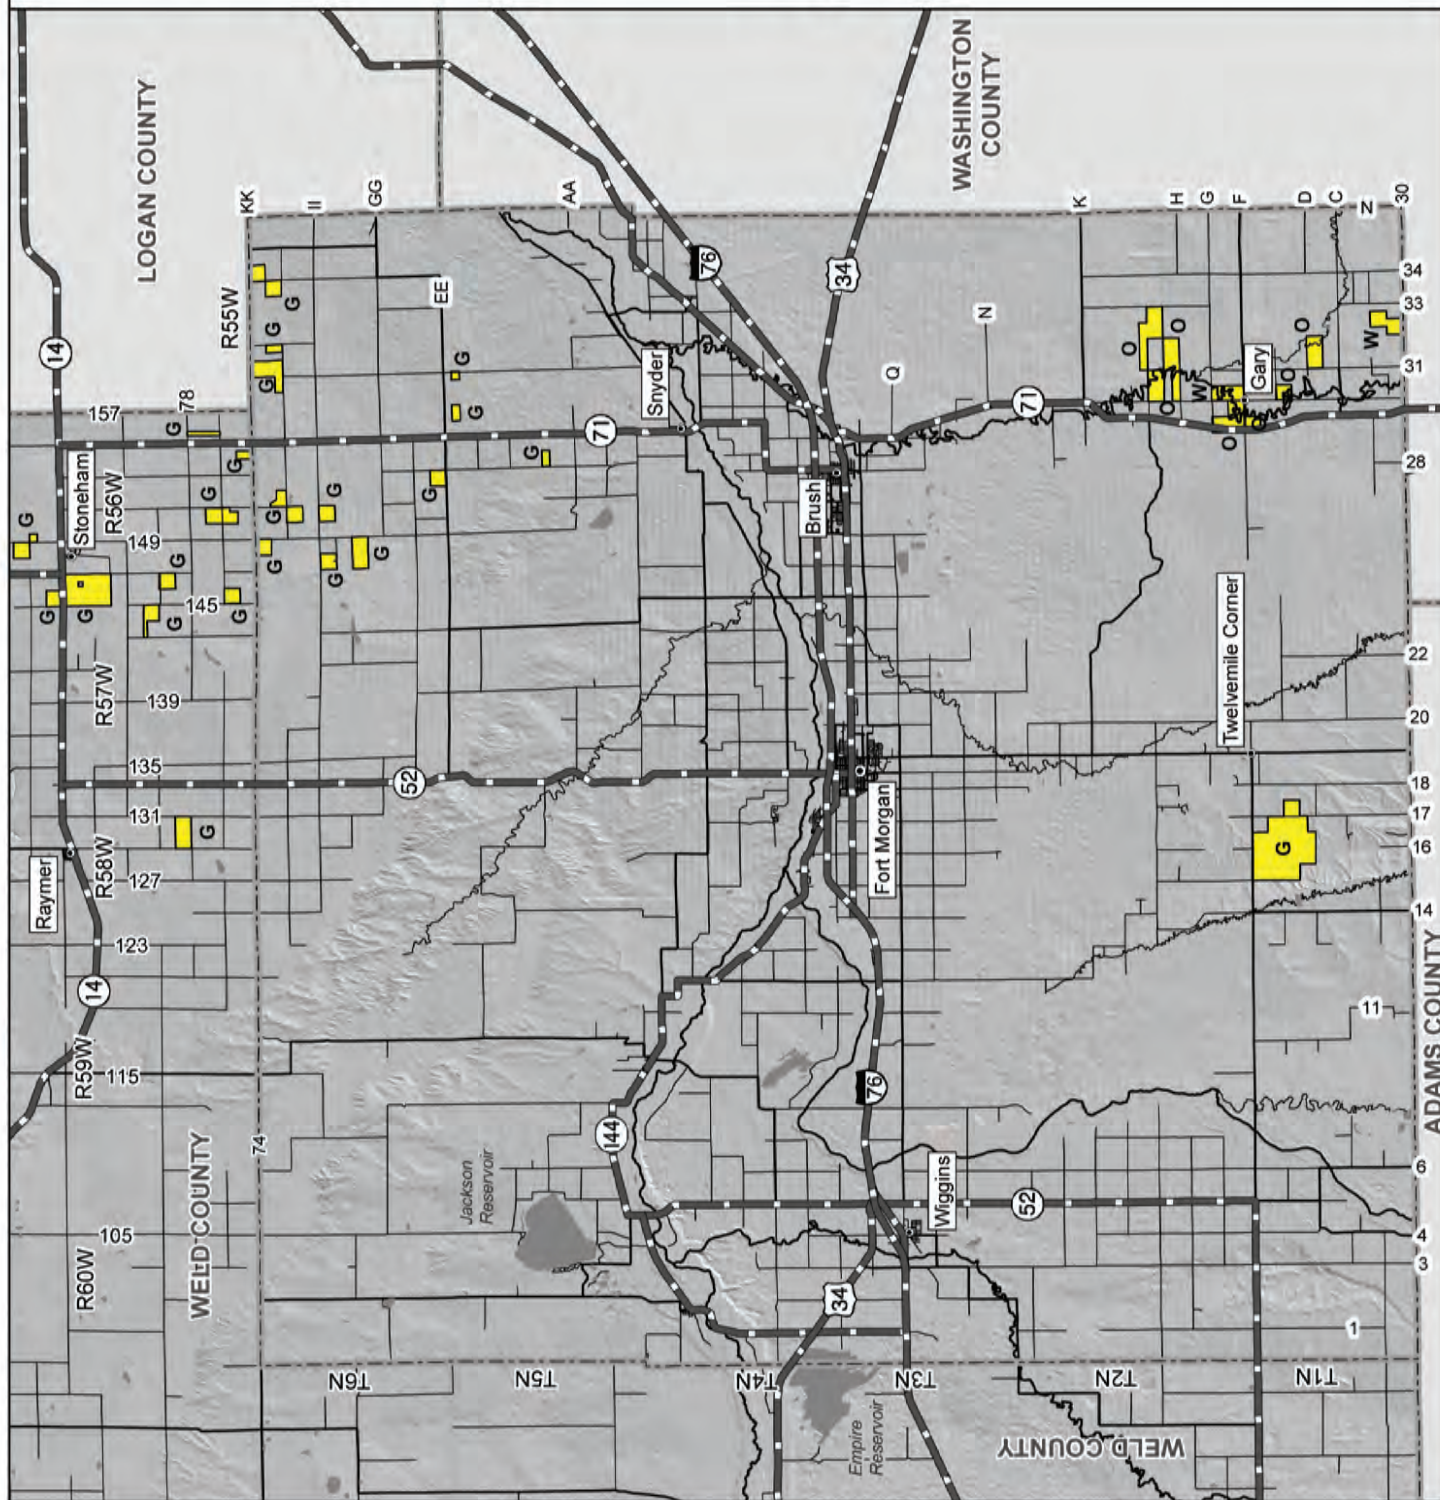 LOGAN COUNTY
WASHINGTON
COUNTY
14
KK
II
GG
AA
K
H
G
F
D
C
Z
30
R55W
EE
76
34
34
33
31
28
G
G
G
G
G
N
Q
O
O
O
O
O
O
W
W
Gary
Snyder
71
71
157
78
G
G
G
Stoneham
R56W
149
145
G
G
G
G
G
G
G
G
G
G
G
G
Brush
R57W
139
135
131
52
Twelvemile Corner
22
20
18
17
16
14
G
G
Fort Morgan
Raymer
R58W
127
123
14
R59W
115
11
ADAMS COUNTY
76
144
WELD COUNTY
74
Jackson
Reservoir
Wiggins
52
6
4
3
1
R60W
105
34
T6N
T5N
T4N
T3N
T2N
T1N
Empire
Reservoir
WELD COUNTY